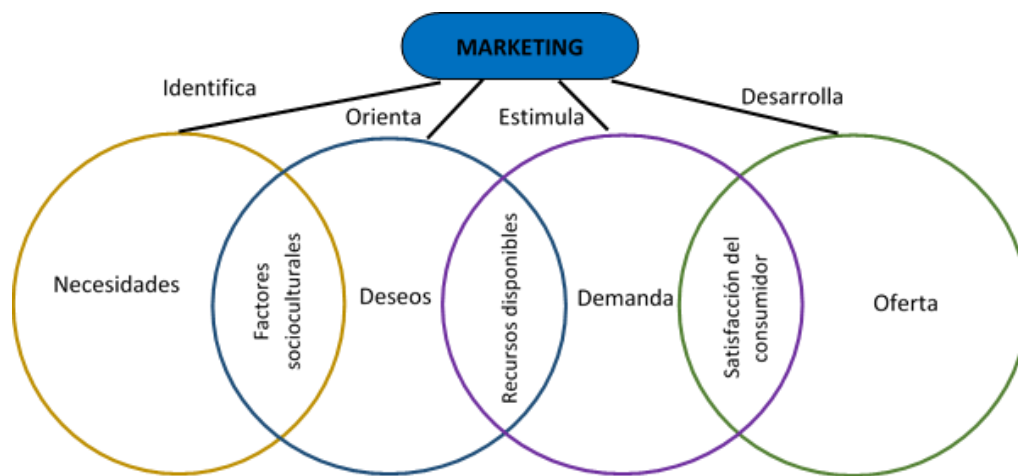 MARKETING
Identifica
Orienta
Estimula
Desarrolla
Necesidades
Factores
socioculturales
Deseos
Recursos disponibles
Demanda
Satisfacción del
consumidor
Oferta